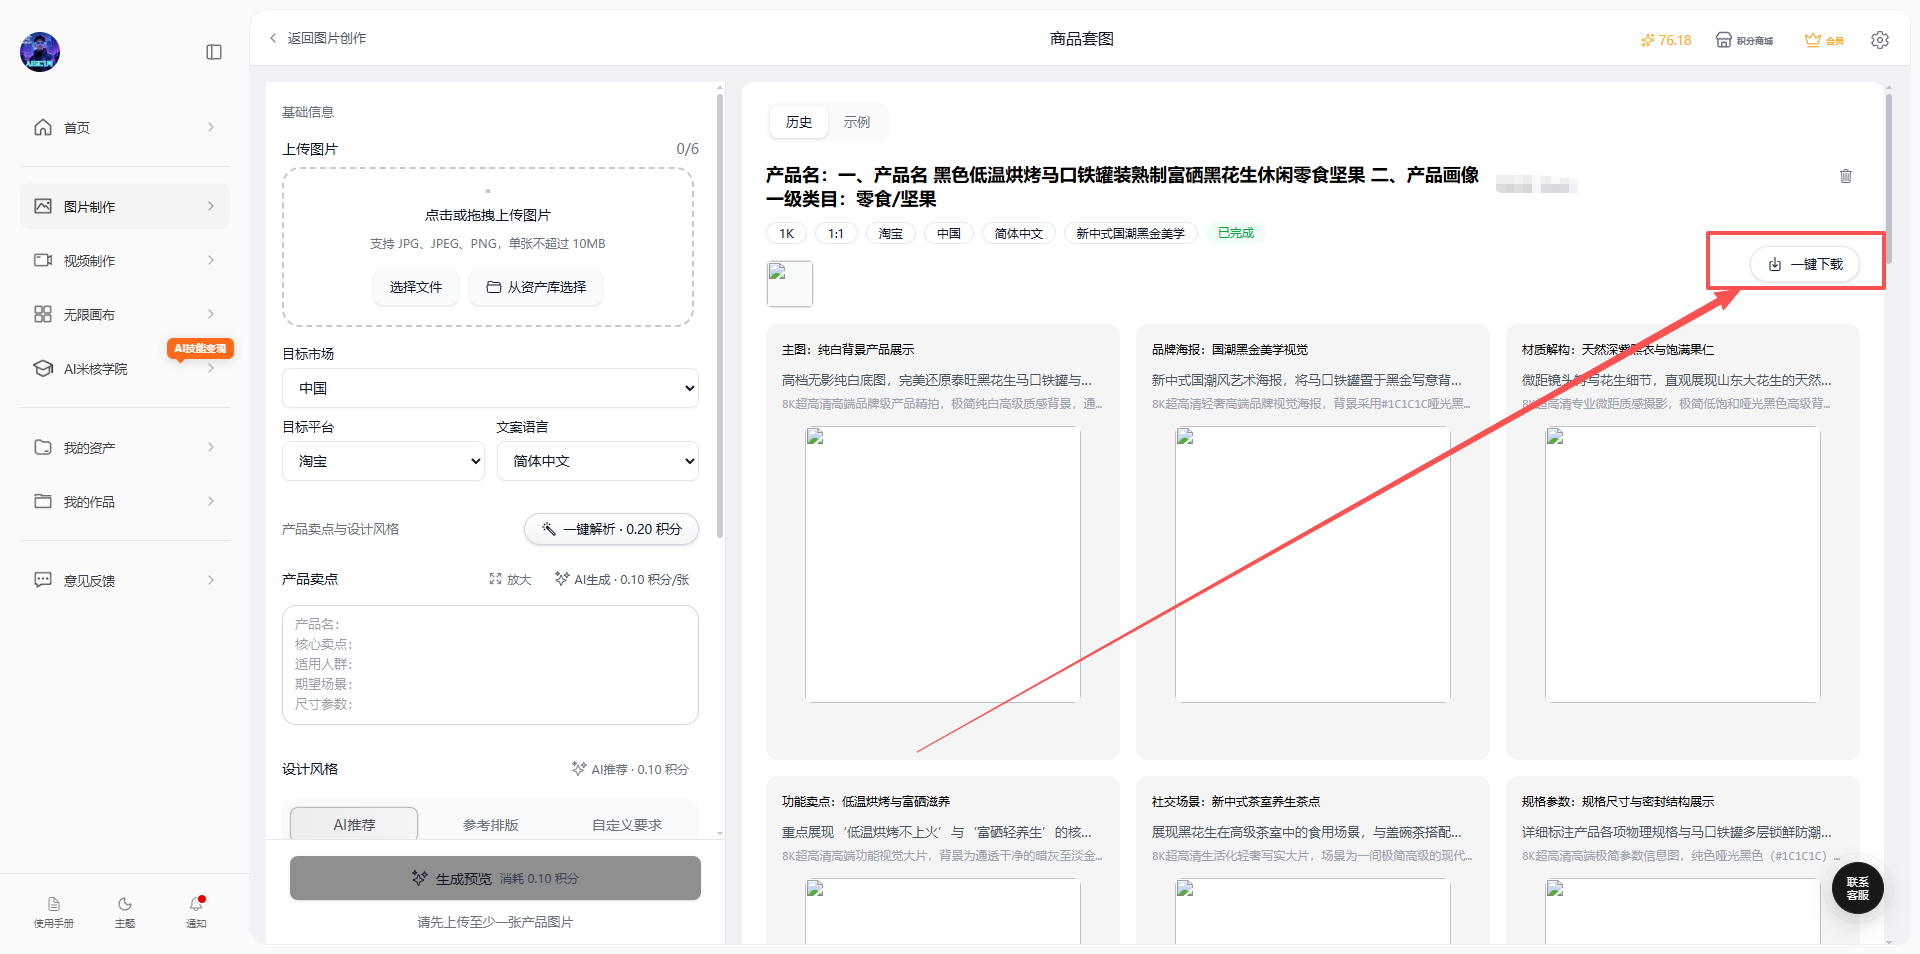 返回图片创作
商品套图
76.18
积分商城
会员
首页
图片制作
视频制作
无限画布
AI技能变现
AI米核学院
我的资产
我的作品
意见反馈
使用手册
主题
通知
基础信息
上传图片
0/6
点击或拖拽上传图片
支持 JPG、JPEG、PNG，单张不超过 10MB
选择文件
从资产库选择
目标市场
中国
目标平台
文案语言
淘宝
简体中文
产品卖点与设计风格
一键解析 · 0.20 积分
产品卖点
放大
AI生成 · 0.10 积分/张
产品名：
核心卖点：
适用人群：
期望场景：
尺寸参数：
设计风格
AI推荐 · 0.10 积分
AI推荐
参考排版
自定义要求
生成预览 消耗 0.10 积分
请先上传至少一张产品图片
历史
示例
产品名：一、产品名 黑色低温烘烤马口铁罐装熟制富硒黑花生休闲零食坚果 二、产品画像
一级类目：零食/坚果
1K
1:1
淘宝
中国
简体中文
新中式国潮黑金美学
已完成
一键下载
主图：纯白背景产品展示
高档无影纯白底图，完美还原泰旺黑花生马口铁罐与...
8K超高清高端品牌级产品精拍，极简纯白高级质感背景，通...
品牌海报：国潮黑金美学视觉
新中式国潮风艺术海报，将马口铁罐置于黑金写意背...
8K超高清轻奢高端品牌视觉海报，背景采用#1C1C1C哑光黑...
材质解构：天然深紫黑衣与饱满果仁
微距镜头特写花生细节，直观展现山东大花生的天然...
8K超高清专业微距质感摄影，极简低饱和哑光黑色高级背...
功能卖点：低温烘烤与富硒滋养
重点展现‘低温烘烤不上火’与‘富硒轻养生’的核...
8K超高清高端功能视觉大片，背景为通透干净的暗灰至淡金...
社交场景：新中式茶室养生茶点
展现黑花生在高级茶室中的食用场景，与盖碗茶搭配...
8K超高清生活化轻奢写实大片，场景为一间极简高级的现代...
规格参数：规格尺寸与密封结构展示
详细标注产品各项物理规格与马口铁罐多层锁鲜防潮...
8K超高清高端极简参数信息图，纯色哑光黑色（#1C1C1C）...
联系
客服